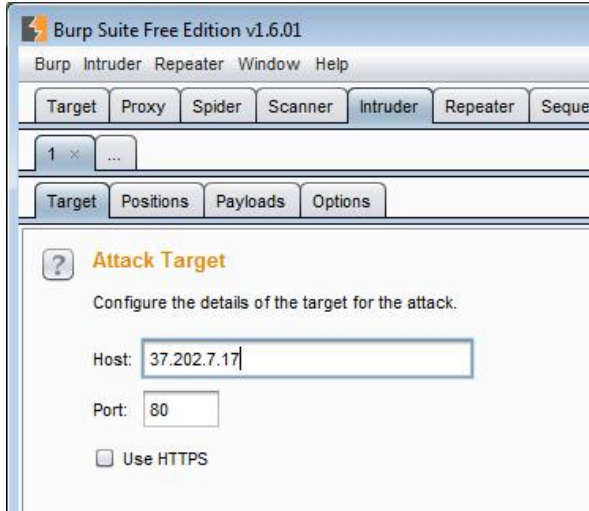 Burp Suite Free Edition v1.6.01
Burp Intruder Repeater Window Help
Target Proxy Spider Scanner Intruder Repeater Seque
1 × ...
Target Positions Payloads Options
? Attack Target
Configure the details of the target for the attack.
Host: 37.202.7.17
Port: 80
Use HTTPS